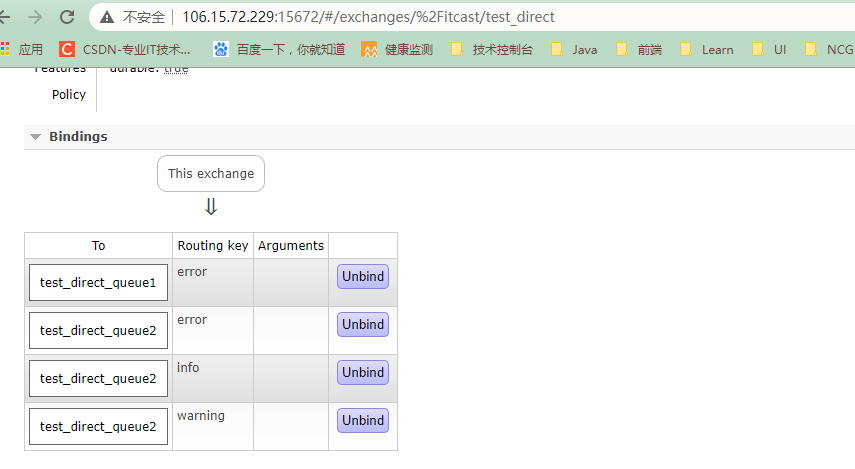 不安全 106.15.72.229:15672/#/exchanges/%2Fitcast/test_direct
应用 CSDN-专业IT技术... 百度一下，你就知道 健康监测 技术控制台 Java 前端 Learn UI NCG
Features durable: true
Policy
Bindings
This exchange
To Routing key Arguments
test_direct_queue1 error Unbind
test_direct_queue2 error Unbind
test_direct_queue2 info Unbind
test_direct_queue2 warning Unbind